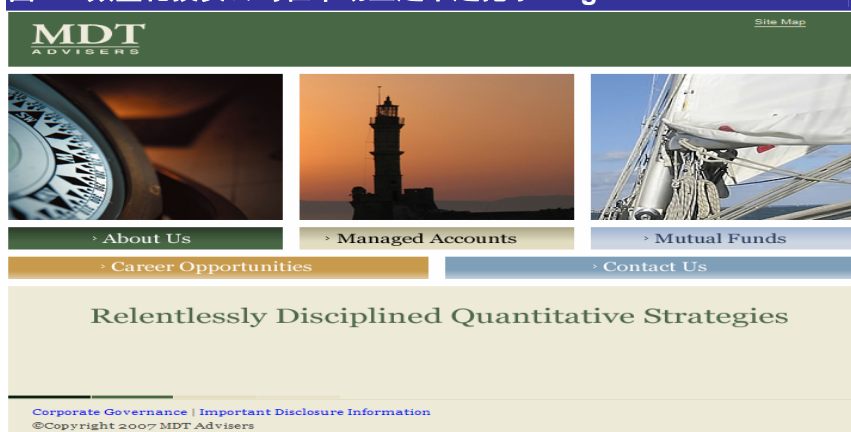 Site Map
MDT
ADVISERS
› About Us
› Managed Accounts
› Mutual Funds
› Career Opportunities
› Contact Us
Relentlessly Disciplined Quantitative Strategies
Corporate Governance | Important Disclosure Information
©Copyright 2007 MDT Advisers